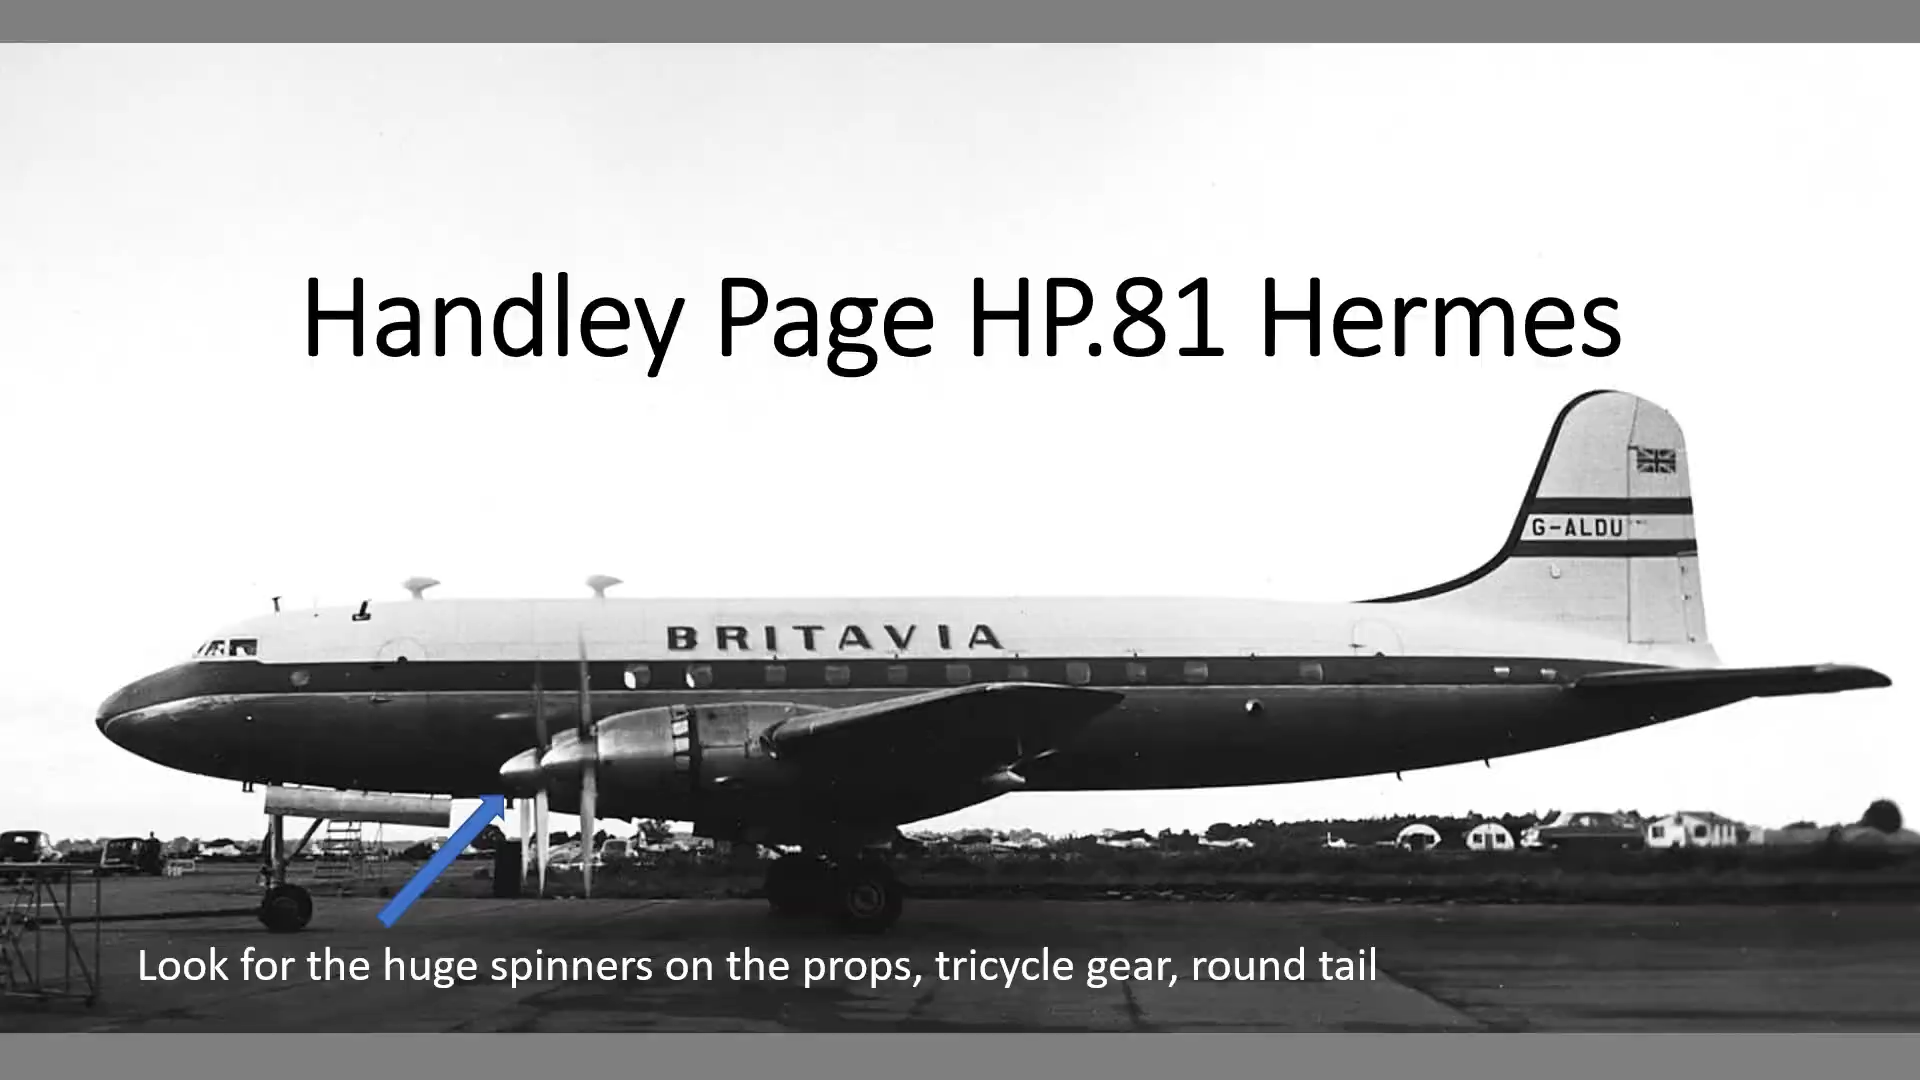 Handley Page HP.81 Hermes
G-ALDU
BRITAVIA
Look for the huge spinners on the props, tricycle gear, round tail